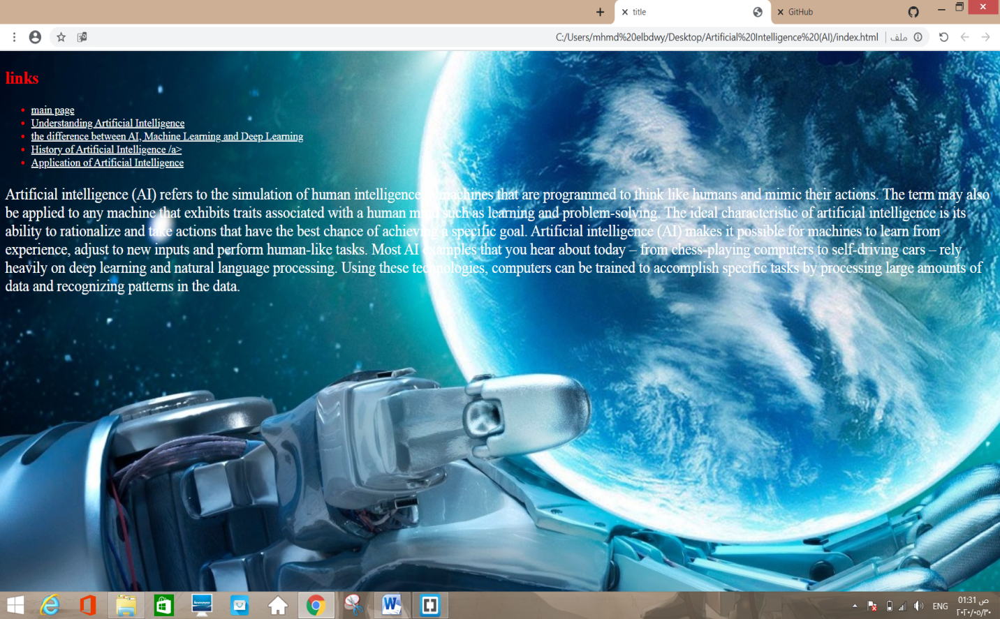 title
GitHub
C:/Users/mhmd%20elbdwy/Desktop/Artificial%20Intelligence%20(AI)/index.html
ملف
links
main page
Understanding Artificial Intelligence
the difference between AI, Machine Learning and Deep Learning
History of Artificial Intelligence /a>
Application of Artificial Intelligence
Artificial intelligence (AI) refers to the simulation of human intelligence machines that are programmed to think like humans and mimic their actions. The term may also
be applied to any machine that exhibits traits associated with a human mind such as learning and problem-solving. The ideal characteristic of artificial intelligence is its
ability to rationalize and take actions that have the best chance of achieving a specific goal. Artificial intelligence (AI) makes it possible for machines to learn from
experience, adjust to new inputs and perform human-like tasks. Most AI examples that you hear about today – from chess-playing computers to self-driving cars – rely
heavily on deep learning and natural language processing. Using these technologies, computers can be trained to accomplish specific tasks by processing large amounts of
data and recognizing patterns in the data.
ENG
01:31 ص
٢٠٢٠/٠٥/٣٠